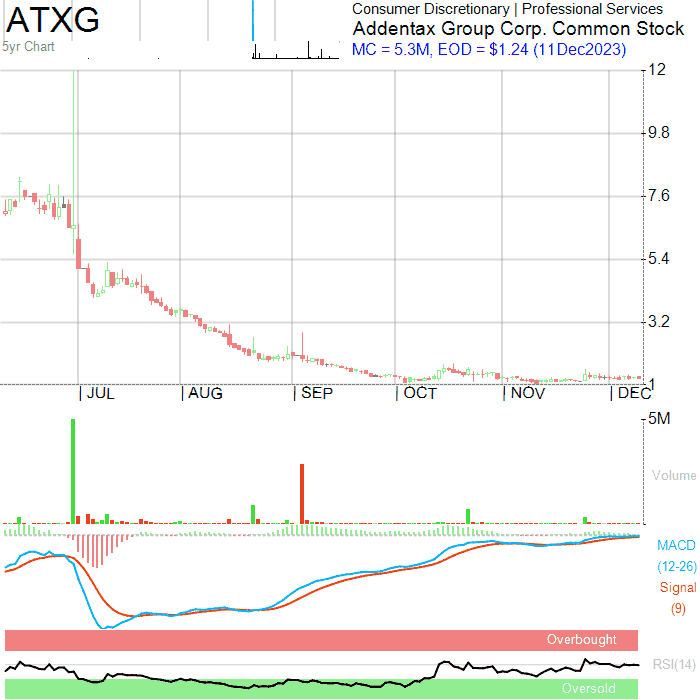 ATXG
5yr Chart
Consumer Discretionary | Professional Services
Addentax Group Corp. Common Stock
MC = 5.3M, EOD = $1.24 (11Dec2023)
12
9.8
7.6
5.4
3.2
1
JUL
AUG
SEP
OCT
NOV
DEC
5M
Volume
MACD
(12-26)
Signal
(9)
Overbought
RSI(14)
Oversold